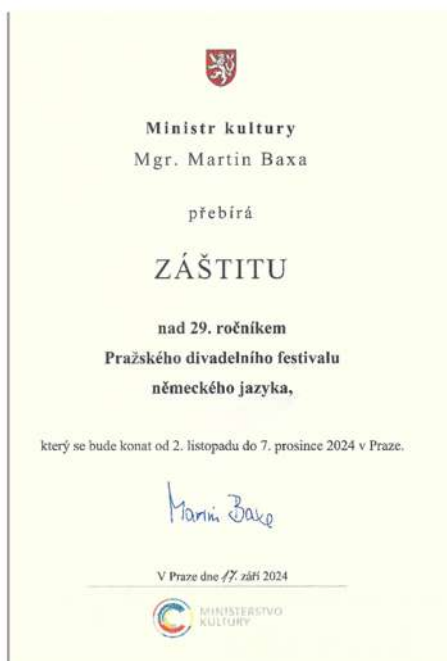 Ministr kultury
Mgr. Martin Baxa
přebírá
ZÁŠTITU
nad 29. ročníkem
Pražského divadelního festivalu
německého jazyka,
který se bude konat od 2. listopadu do 7. prosince 2024 v Praze.
Martin Baxa
V Praze dne 17. září 2024
MINISTERSTVO
KULTURY